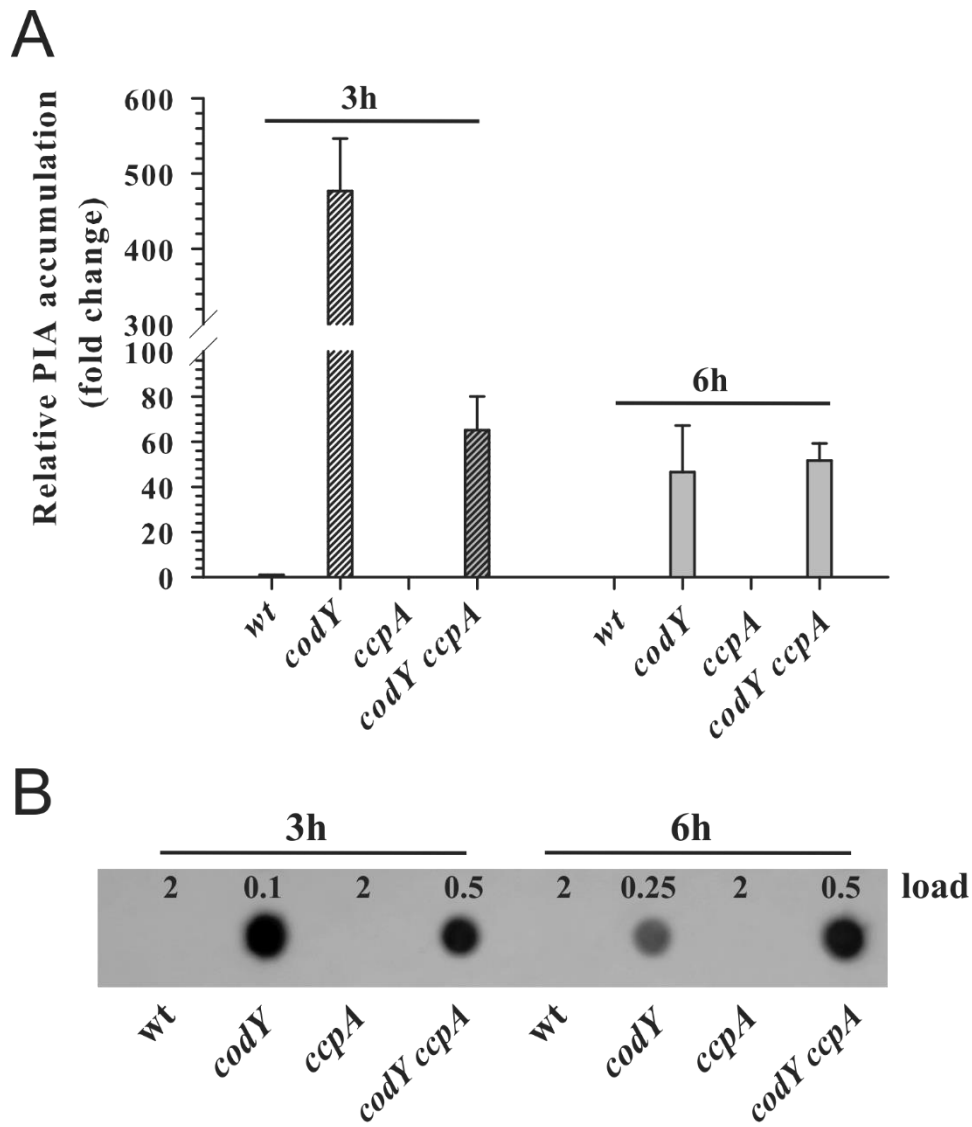 A
Relative PIA accumulation
(fold change)
600
500
400
300
100
80
60
40
20
0
3h
6h
wt
codY
ccpA
codY ccpA
wt
codY
ccpA
codY ccpA
B
3h
6h
2 0.1 2 0.5 2 0.25 2 0.5 load
wt
codY
ccpA
codY ccpA
wt
codY
ccpA
codY ccpA